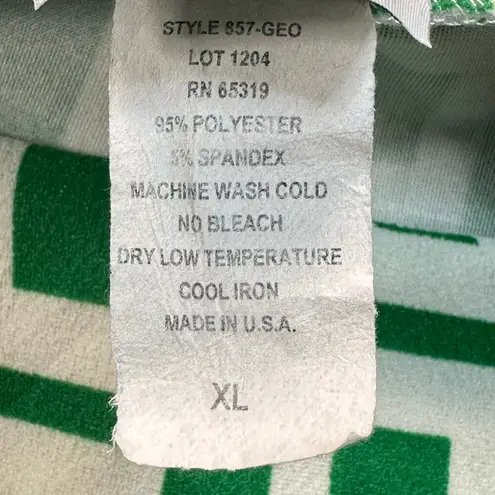 STYLE 857-GEO
LOT 1204
RN 65319
95% POLYESTER
5% SPANDEX
MACHINE WASH COLD
NO BLEACH
DRY LOW TEMPERATURE
COOL IRON
MADE IN U.S.A.
XL